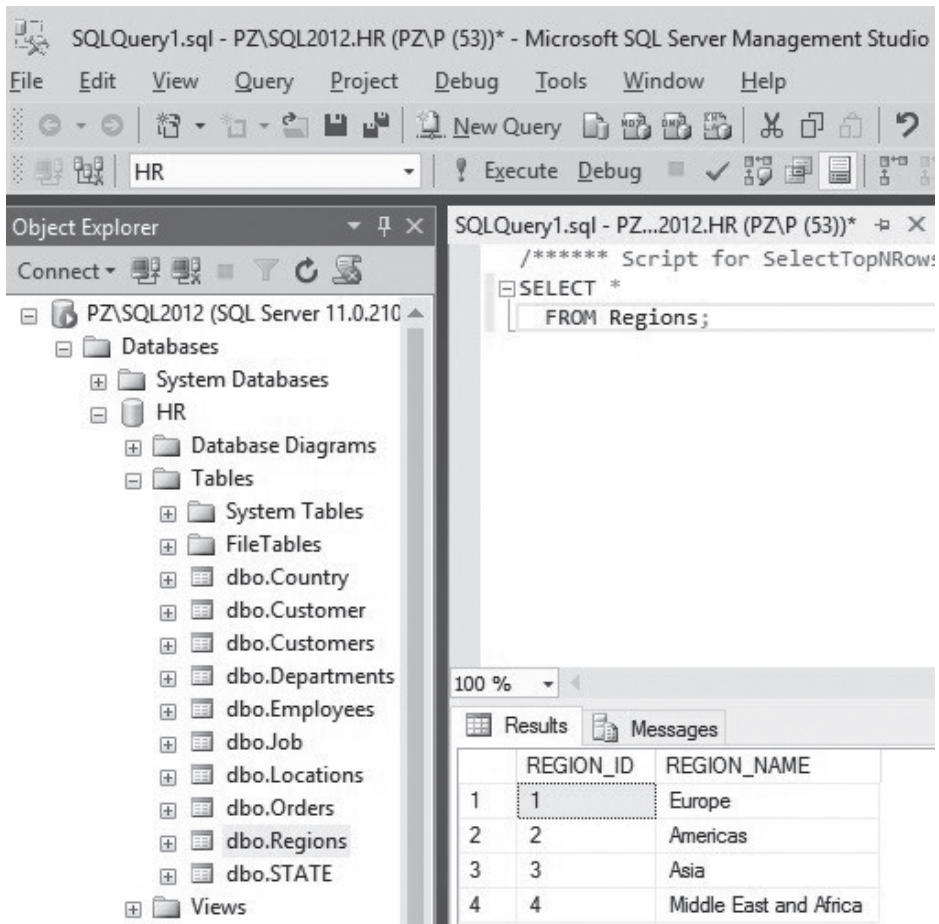 SQLQuery1.sql - PZ\SQL2012.HR (PZ\P (53))* - Microsoft SQL Server Management Studio
File Edit View Query Project Debug Tools Window Help
New Query
HR Execute Debug
Object Explorer
Connect
PZ\SQL2012 (SQL Server 11.0.210
Databases
System Databases
HR
Database Diagrams
Tables
System Tables
FileTables
dbo.Country
dbo.Customer
dbo.Customers
dbo.Departments
dbo.Employees
dbo.Job
dbo.Locations
dbo.Orders
dbo.Regions
dbo.STATE
Views
SQLQuery1.sql - PZ...2012.HR (PZ\P (53))*
/****** Script for SelectTopNRows
SELECT *
FROM Regions;
100 %
Results Messages
REGION_ID REGION_NAME
1 1 Europe
2 2 Americas
3 3 Asia
4 4 Middle East and Africa